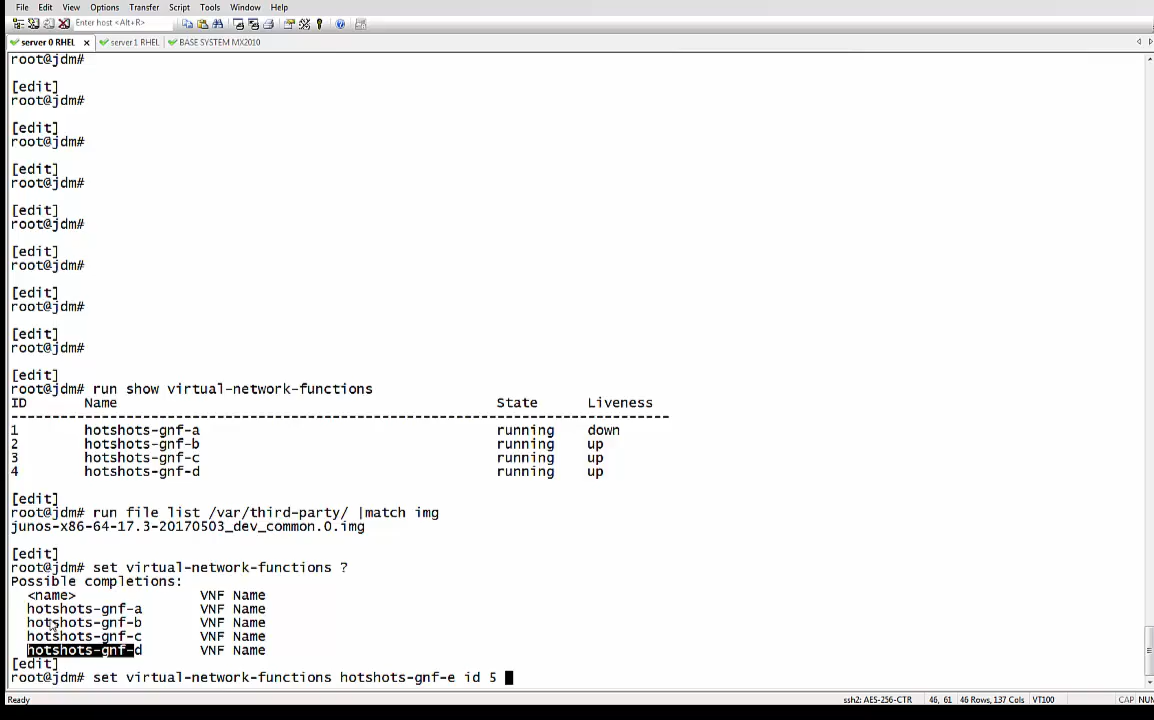 File Edit View Options Transfer Script Tools Window Help
Enter host <Alt+R>
server 0 RHEL × server1 RHEL BASE SYSTEM MX2010
root@jdm#
[edit]
root@jdm#
[edit]
root@jdm#
[edit]
root@jdm#
[edit]
root@jdm#
[edit]
root@jdm#
[edit]
root@jdm#
[edit]
root@jdm#
[edit]
root@jdm# run show virtual-network-functions
ID Name State Liveness
--------------------------------------------------------------------------------
1 hotshots-gnf-a running down
2 hotshots-gnf-b running up
3 hotshots-gnf-c running up
4 hotshots-gnf-d running up
[edit]
root@jdm# run file list /var/third-party/ |match img
junos-x86-64-17.3-20170503_dev_common.0.img
[edit]
root@jdm# set virtual-network-functions ?
Possible completions:
<name> VNF Name
hotshots-gnf-a VNF Name
hotshots-gnf-b VNF Name
hotshots-gnf-c VNF Name
hotshots-gnf-d VNF Name
[edit]
root@jdm# set virtual-network-functions hotshots-gnf-e id 5
Ready ssh2: AES-256-CTR 46, 61 46 Rows, 137 Cols VT100 CAP NUM